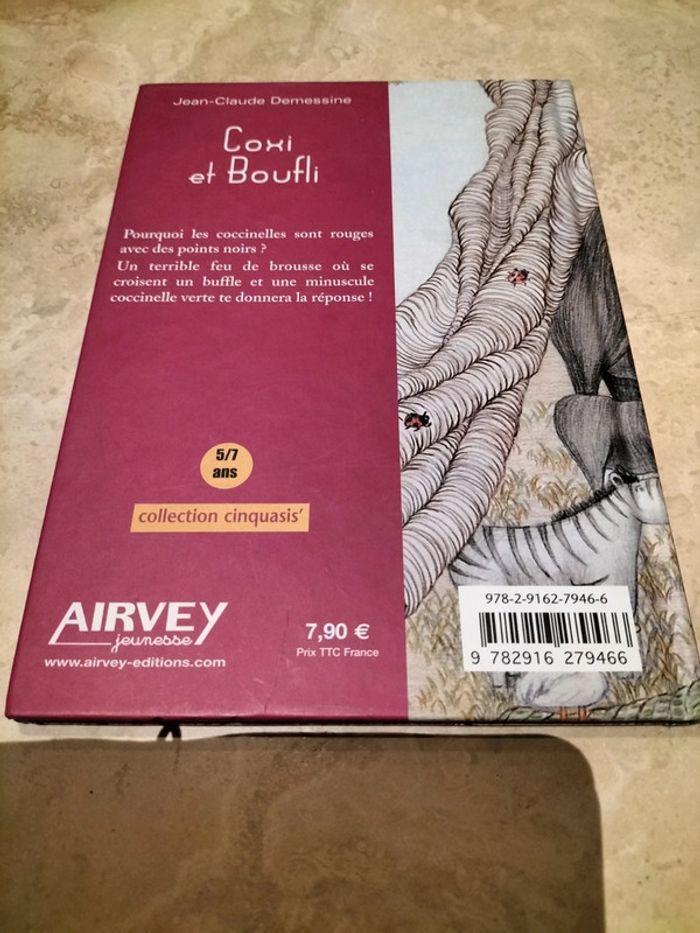 Jean-Claude Demessine
Coxi
et Boufli
Pourquoi les coccinelles sont rouges
avec des points noirs ?
Un terrible feu de brousse où se
croisent un buffle et une minuscule
coccinelle verte te donnera la réponse !
5/7
ans
collection cinquasis'
AIRVEY
jeunesse
www.airvey-editions.com
7,90 €
Prix TTC France
978-2-9162-7946-6
9 782916 279466